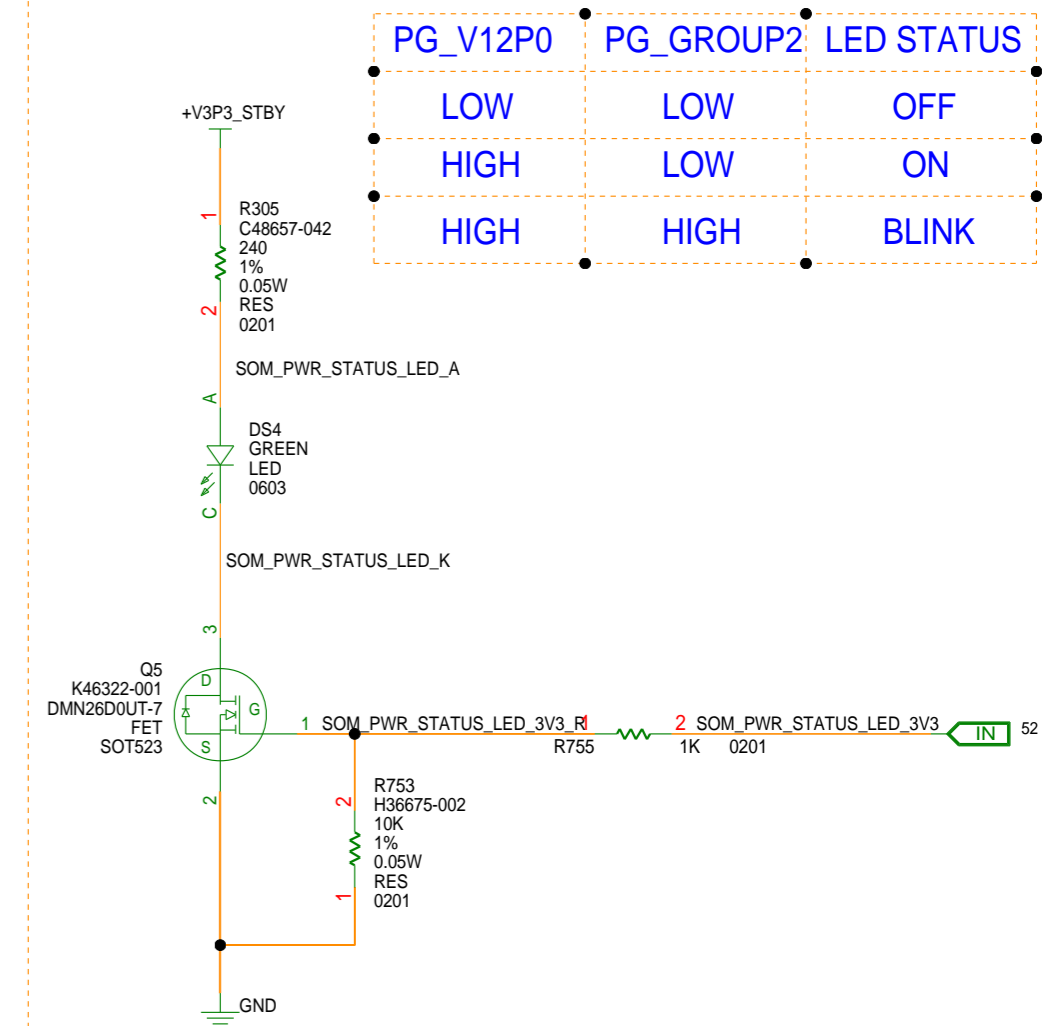 PG_V12P0 PG_GROUP2 LED STATUS
LOW LOW OFF
HIGH LOW ON
HIGH HIGH BLINK
+V3P3_STBY
1
R305
C48657-042
240
1%
0.05W
RES
0201
2
SOM_PWR_STATUS_LED_A
A
DS4
GREEN
LED
0603
C
SOM_PWR_STATUS_LED_K
3
Q5
K46322-001
DMN26D0UT-7
FET
SOT523
D
G
S
1 SOM_PWR_STATUS_LED_3V3_R 1
R755
2 SOM_PWR_STATUS_LED_3V3
1K 0201
IN 52
2
2
R753
H36675-002
10K
1%
0.05W
RES
0201
1
GND